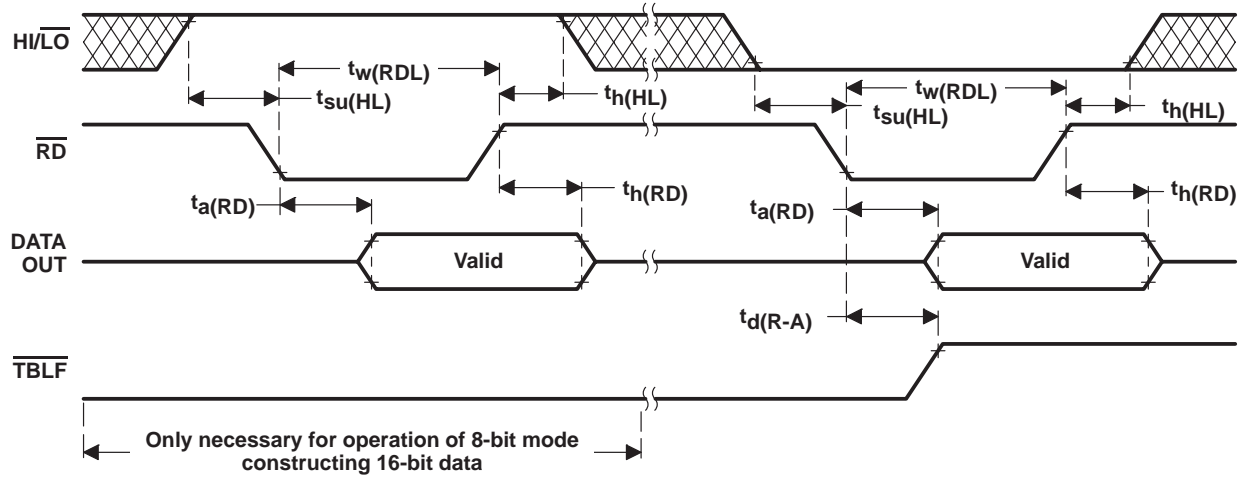 HI/LO
tw(RDL)
tsu(HL)
th(HL)
tw(RDL)
tsu(HL)
th(HL)
RD
ta(RD)
th(RD)
ta(RD)
th(RD)
DATA
OUT
Valid
Valid
td(R-A)
TBLF
Only necessary for operation of 8-bit mode
constructing 16-bit data